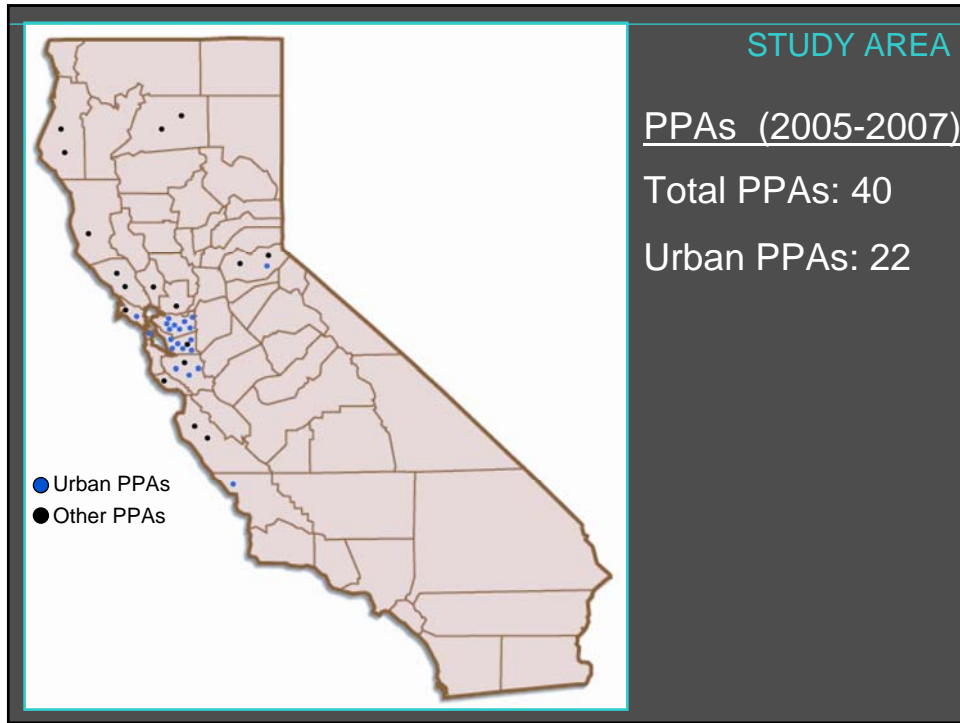 STUDY AREA
PPAs (2005-2007)
Total PPAs: 40
Urban PPAs: 22
Urban PPAs
Other PPAs